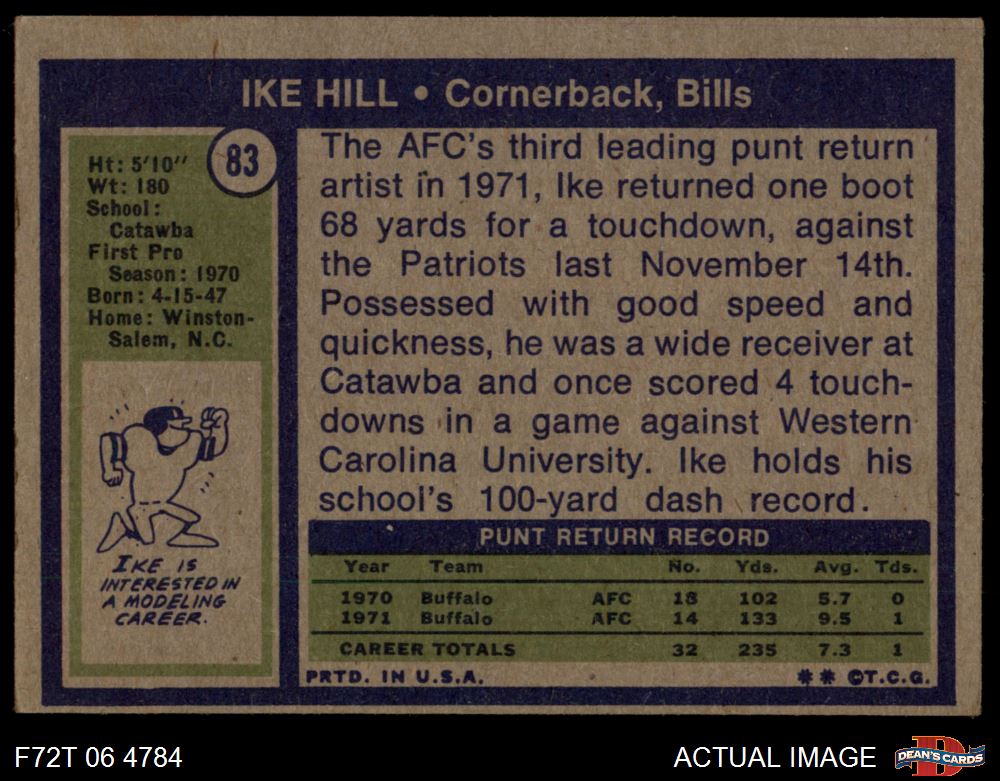 IKE HILL • Cornerback, Bills
83
Ht: 5'10''
Wt: 180
School:
Catawba
First Pro
Season: 1970
Born: 4-15-47
Home: Winston-
Salem, N.C.
IKE IS
INTERESTED IN
A MODELING
CAREER.
The AFC's third leading punt return
artist in 1971, Ike returned one boot
68 yards for a touchdown, against
the Patriots last November 14th.
Possessed with good speed and
quickness, he was a wide receiver at
Catawba and once scored 4 touch-
downs in a game against Western
Carolina University. Ike holds his
school's 100-yard dash record.
PUNT RETURN RECORD
Year Team No. Yds. Avg. Tds.
1970 Buffalo AFC 18 102 5.7 0
1971 Buffalo AFC 14 133 9.5 1
CAREER TOTALS 32 235 7.3 1
PRTD. IN U.S.A. ** ©T.C.G.
F72T 06 4784
ACTUAL IMAGE
D
DEAN'S CARDS